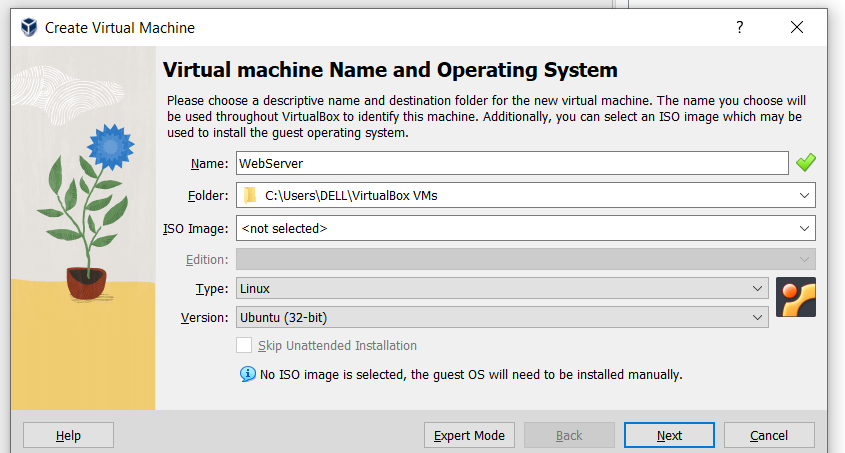 Create Virtual Machine
?
Virtual machine Name and Operating System
Please choose a descriptive name and destination folder for the new virtual machine. The name you choose will
be used throughout VirtualBox to identify this machine. Additionally, you can select an ISO image which may be
used to install the guest operating system.
Name: WebServer
Folder: C:\Users\DELL\VirtualBox VMs
ISO Image: <not selected>
Edition:
Type: Linux
Version: Ubuntu (32-bit)
Skip Unattended Installation
No ISO image is selected, the guest OS will need to be installed manually.
Help Expert Mode Back Next Cancel